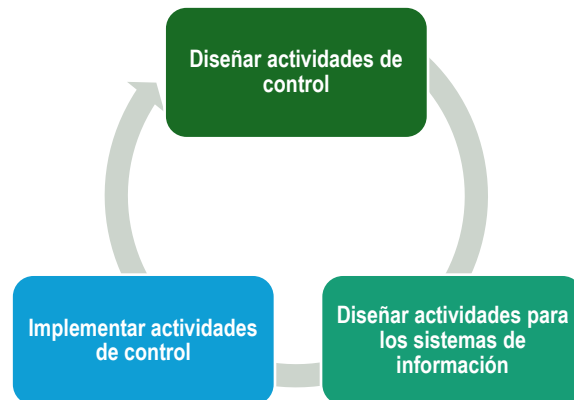 Diseñar actividades de
control
Implementar actividades
de control
Diseñar actividades para
los sistemas de
información